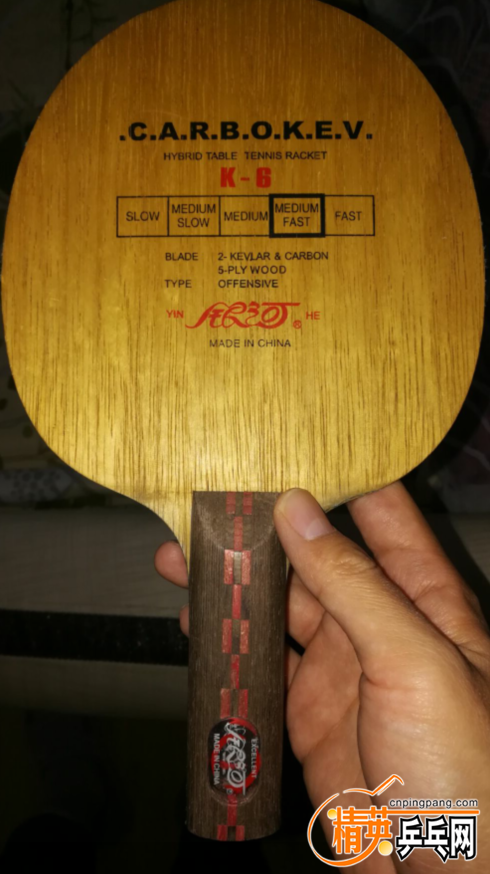 .C.A.R.B.O.K.E.V.
HYBRID TABLE TENNIS RACKET
K-6
SLOW MEDIUM SLOW MEDIUM MEDIUM FAST FAST
BLADE 2- KEVLAR & CARBON
5-PLY WOOD
TYPE OFFENSIVE
YIN ® HE
MADE IN CHINA
EXCELLENT
MADE IN CHINA
cnpingpang.com
精英乒乓网